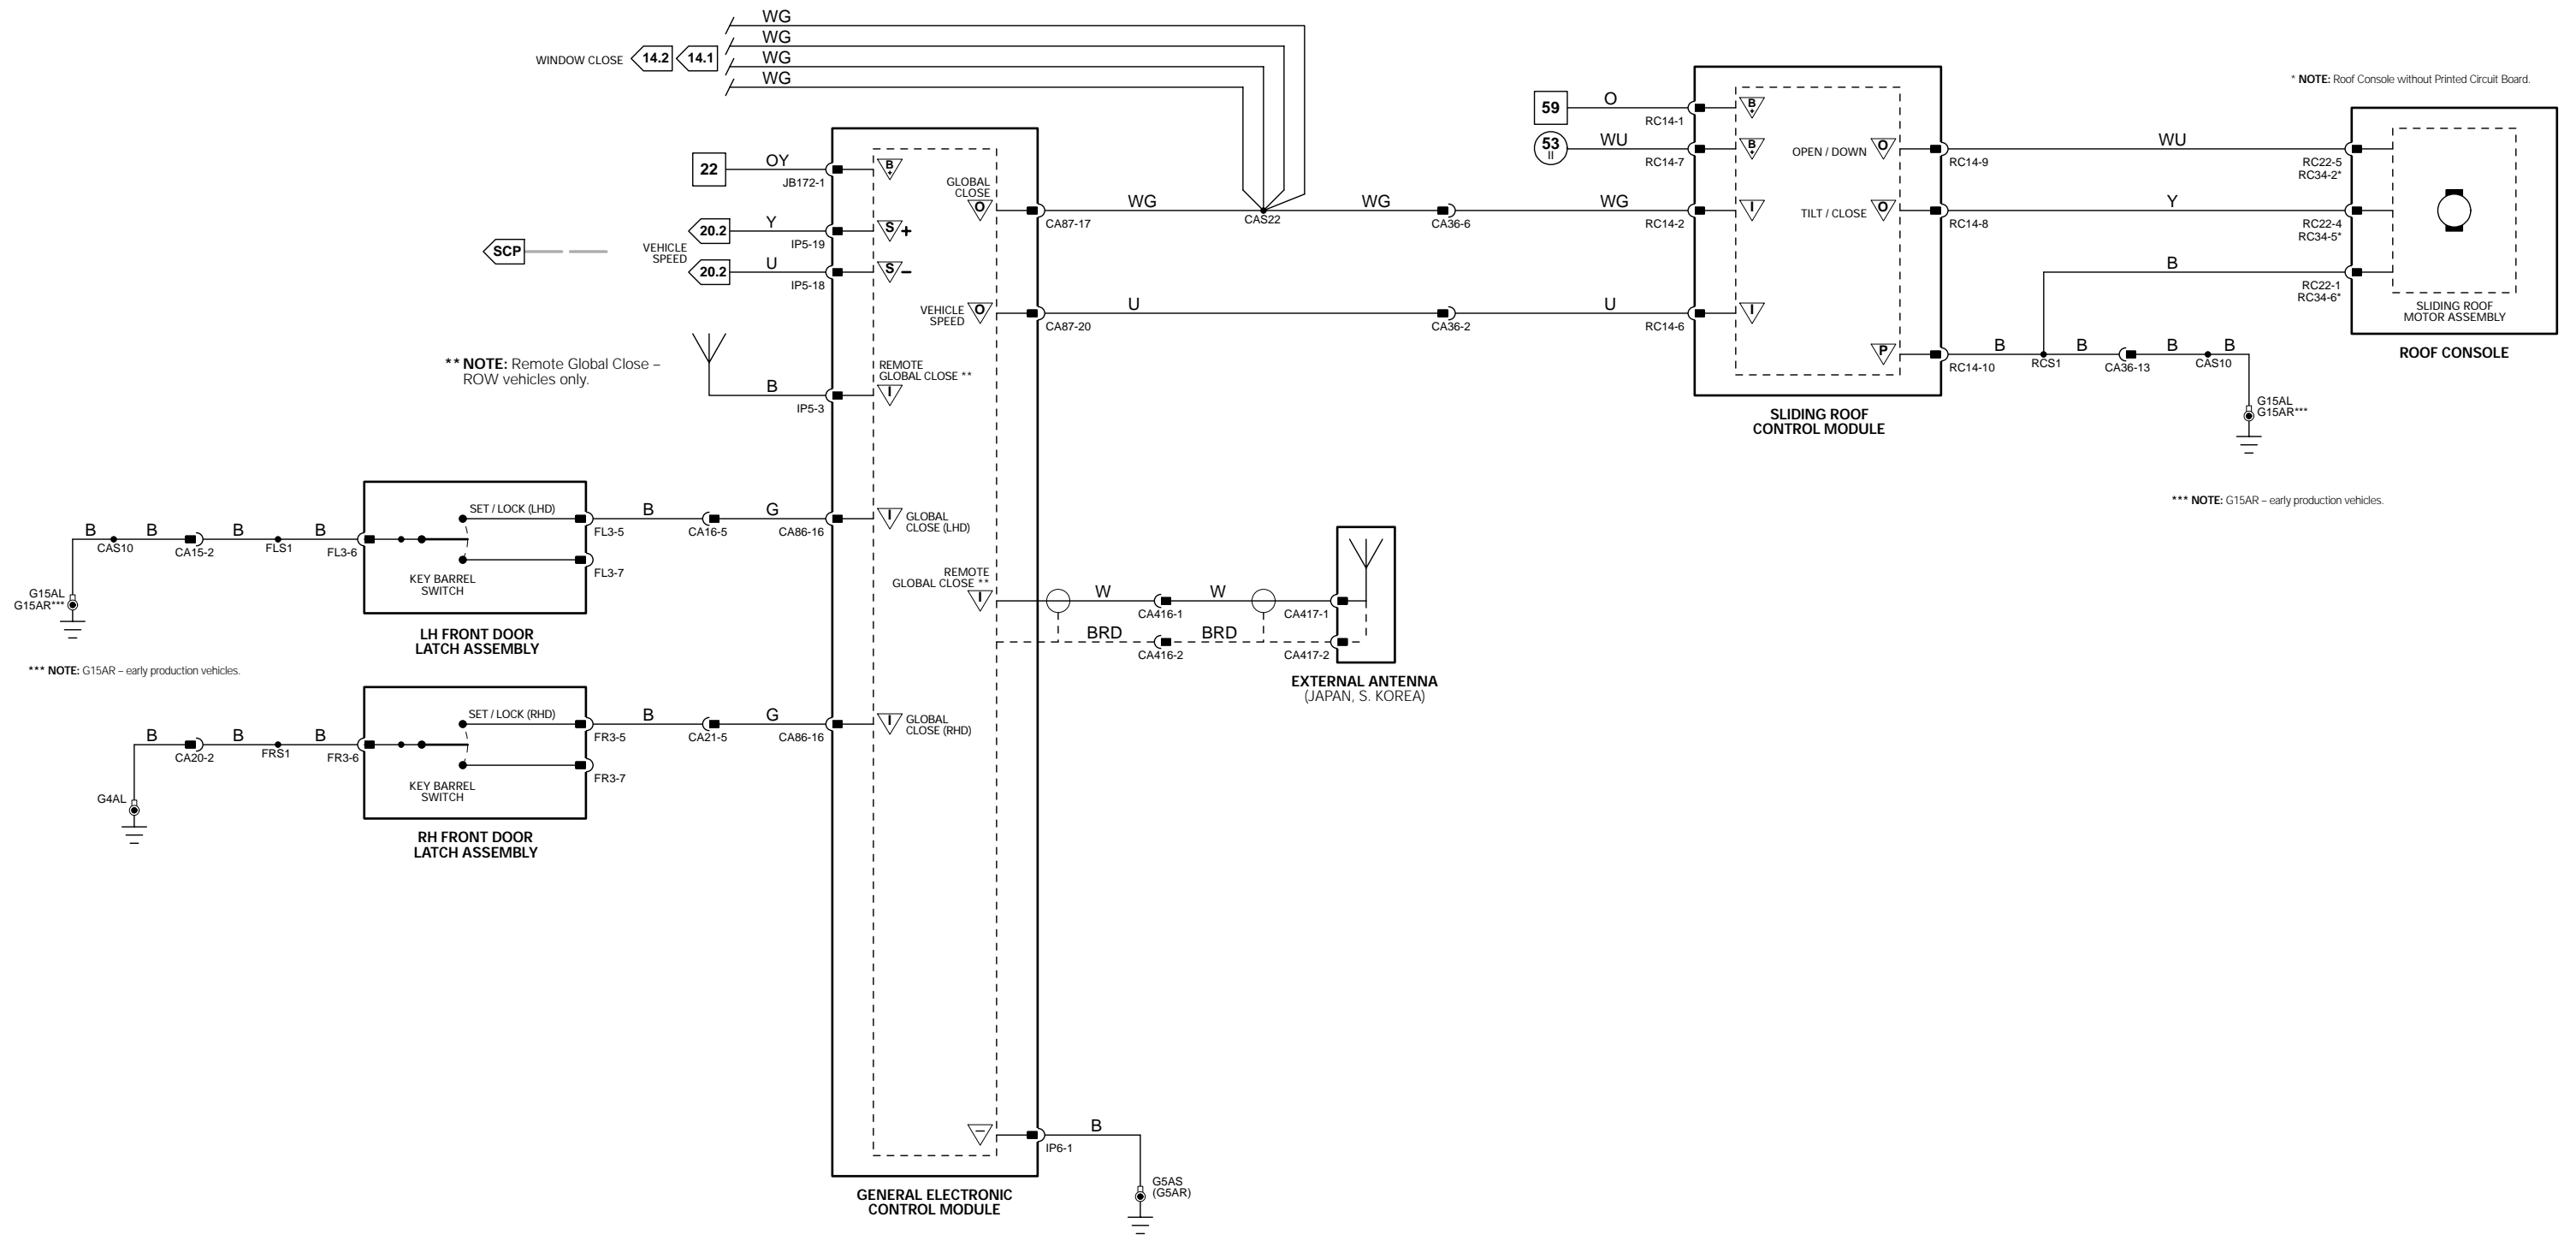 WG
WG
WG
WG
WINDOW CLOSE 14.2 14.1
* NOTE: Roof Console without Printed Circuit Board.
22 OY
JB172-1
B
+
20.2 Y
IP5-19
S +
VEHICLE
SPEED
20.2 U
IP5-18
S –
SCP
GLOBAL
CLOSE
O
CA87-17
WG
CAS22
WG
CA36-6
WG
RC14-2
I
VEHICLE
SPEED
O
CA87-20
U
CA36-2
U
RC14-6
I
59 O
RC14-1
B
+
53
II
WU
RC14-7
B
+
OPEN / DOWN O
RC14-9
WU
RC22-5
RC34-2*
TILT / CLOSE O
RC14-8
Y
RC22-4
RC34-5*
B
RC22-1
RC34-6*
SLIDING ROOF
MOTOR ASSEMBLY
ROOF CONSOLE
P
RC14-10
B
RCS1
B
CA36-13
B
CAS10
B
G15AL
G15AR***
SLIDING ROOF
CONTROL MODULE
*** NOTE: G15AR – early production vehicles.
** NOTE: Remote Global Close –
ROW vehicles only.
B
IP5-3
REMOTE
GLOBAL CLOSE **
I
B
CAS10
B
CA15-2
B
FLS1
B
FL3-6
SET / LOCK (LHD)
KEY BARREL
SWITCH
FL3-5
FL3-7
B
CA16-5
G
CA86-16
I
GLOBAL
CLOSE (LHD)
G15AL
G15AR***
LH FRONT DOOR
LATCH ASSEMBLY
*** NOTE: G15AR – early production vehicles.
REMOTE
GLOBAL CLOSE **
I
W
CA416-1
W
CA417-1
BRD
CA416-2
BRD
CA417-2
EXTERNAL ANTENNA
(JAPAN, S. KOREA)
B
CA20-2
B
FRS1
B
FR3-6
SET / LOCK (RHD)
KEY BARREL
SWITCH
FR3-5
FR3-7
B
CA21-5
G
CA86-16
I
GLOBAL
CLOSE (RHD)
G4AL
RH FRONT DOOR
LATCH ASSEMBLY
–
IP6-1
B
G5AS
(G5AR)
GENERAL ELECTRONIC
CONTROL MODULE